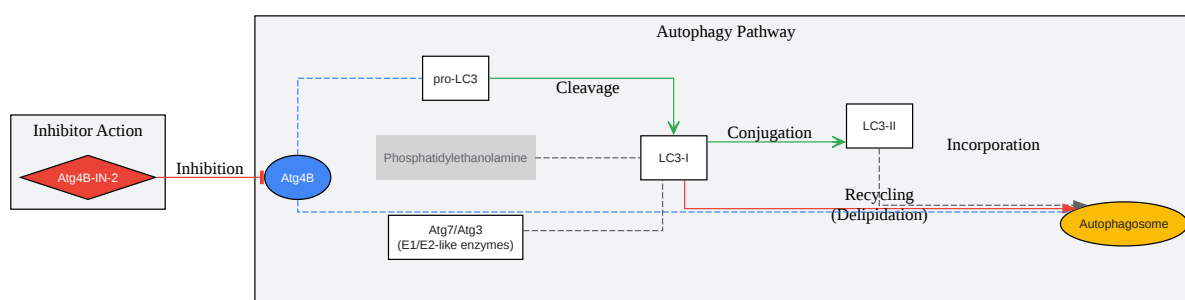 Autophagy Pathway
pro-LC3
Cleavage
Inhibitor Action
Atg4B-IN-2
Inhibition
Atg4B
Phosphatidylethanolamine
LC3-I
Conjugation
LC3-II
Incorporation
Recycling
(Delipidation)
Atg7/Atg3
(E1/E2-like enzymes)
Autophagosome